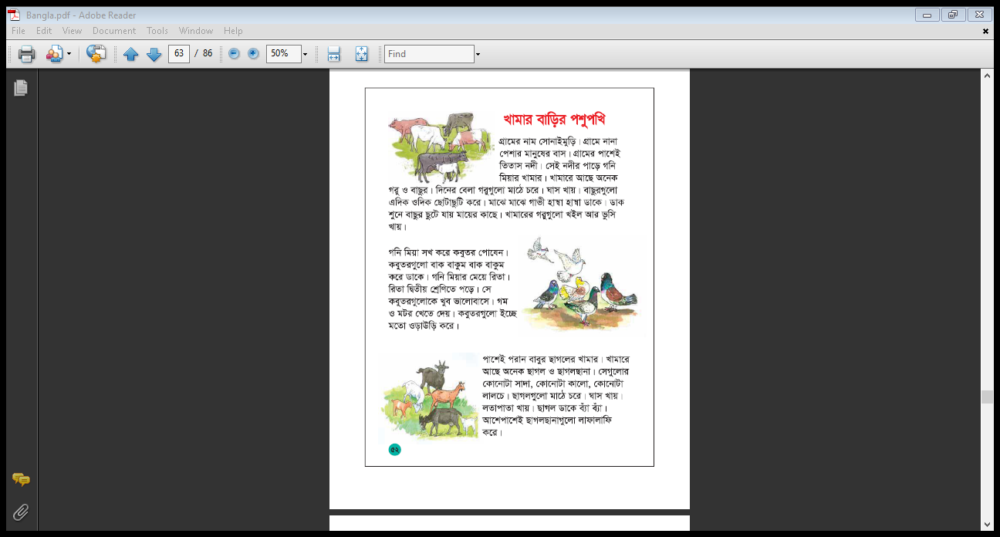 Bangla.pdf - Adobe Reader
File Edit View Document Tools Window Help
63 / 86 50% Find
খামার বাড়ির পশুপখি
গ্রামের নাম সোনাইমুড়ি। গ্রামে নানা
পেশার মানুষের বাস। গ্রামের পাশেই
তিতাস নদী। সেই নদীর পাড়ে গনি
মিয়ার খামার। খামারে আছে অনেক
গরু ও বাছুর। দিনের বেলা গরুগুলো মাঠে চরে। ঘাস খায়। বাছুরগুলো
এদিক ওদিক ছোটাছুটি করে। মাঝে মাঝে গাভী হাম্বা হাম্বা ডাকে। ডাক
শুনে বাছুর ছুটে যায় মায়ের কাছে। খামারের গরুগুলো খইল আর ভুসি
খায়।
গনি মিয়া সখ করে কবুতর পোষেন।
কবুতরগুলো বাক বাকুম বাক বাকুম
করে ডাকে। গনি মিয়ার মেয়ে রিতা।
রিতা দ্বিতীয় শ্রেণিতে পড়ে। সে
কবুতরগুলোকে খুব ভালোবাসে। গম
ও মটর খেতে দেয়। কবুতরগুলো ইচ্ছে
মতো ওড়াউড়ি করে।
পাশেই পরান বাবুর ছাগলের খামার। খামারে
আছে অনেক ছাগল ও ছাগলছানা। সেগুলোর
কোনোটা সাদা, কোনোটা কালো, কোনোটা
লালচে। ছাগলগুলো মাঠে চরে। ঘাস খায়।
লতাপাতা খায়। ছাগল ডাকে ব্যাঁ ব্যাঁ।
আশেপাশেই ছাগলছানাগুলো লাফালাফি
করে।
৫২